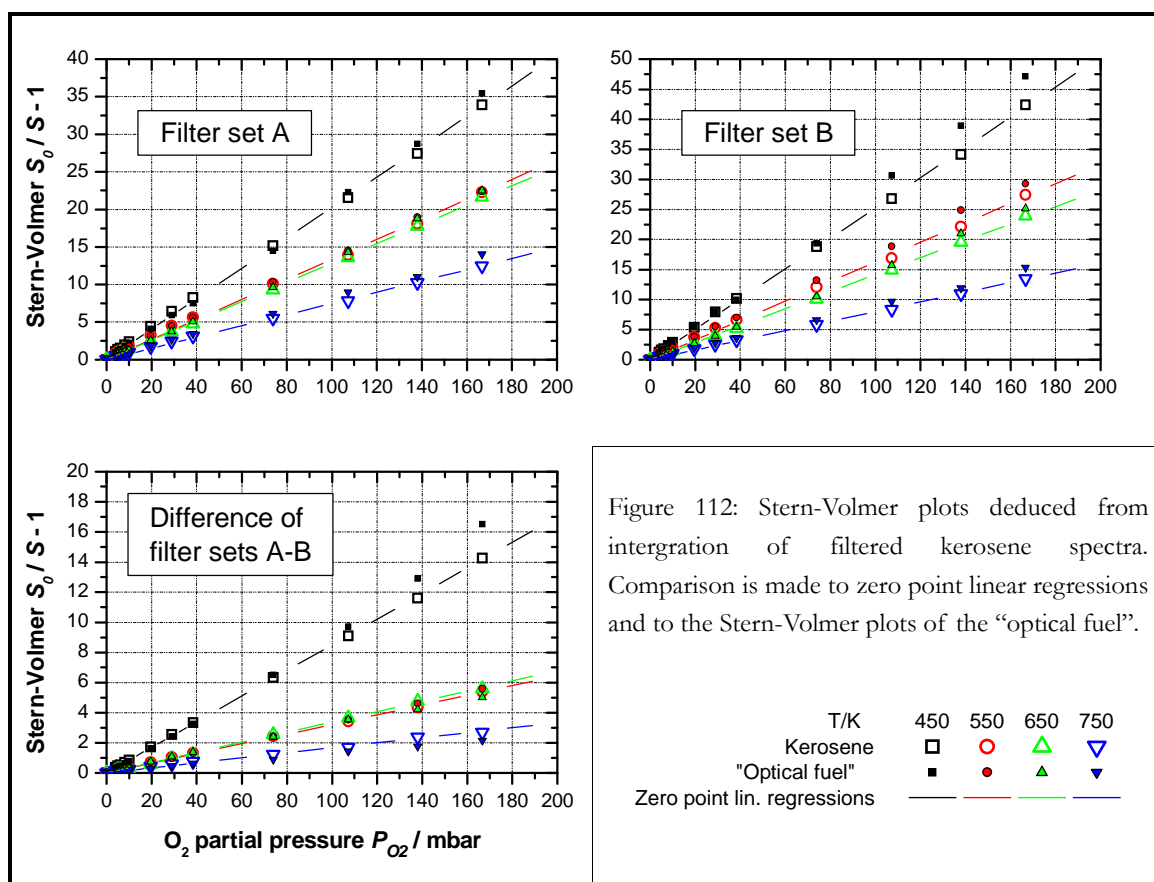 40
35
30
25
20
15
10
5
0
0 20 40 60 80 100 120 140 160 180 200
Stern-Volmer S0 / S - 1
Filter set A
50
45
40
35
30
25
20
15
10
5
0
0 20 40 60 80 100 120 140 160 180 200
Filter set B
20
18
16
14
12
10
8
6
4
2
0
0 20 40 60 80 100 120 140 160 180 200
Stern-Volmer S0 / S - 1
Difference of
filter sets A-B
O2 partial pressure PO2 / mbar
Figure 112: Stern-Volmer plots deduced from
intergration of filtered kerosene spectra.
Comparison is made to zero point linear regressions
and to the Stern-Volmer plots of the “optical fuel”.
T/K 450 550 650 750
Kerosene
"Optical fuel"
Zero point lin. regressions